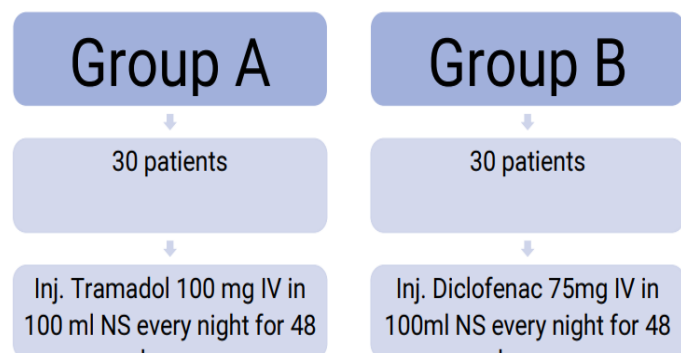 Group A
30 patients
Inj. Tramadol 100 mg IV in
100 ml NS every night for 48
Group B
30 patients
Inj. Diclofenac 75mg IV in
100ml NS every night for 48